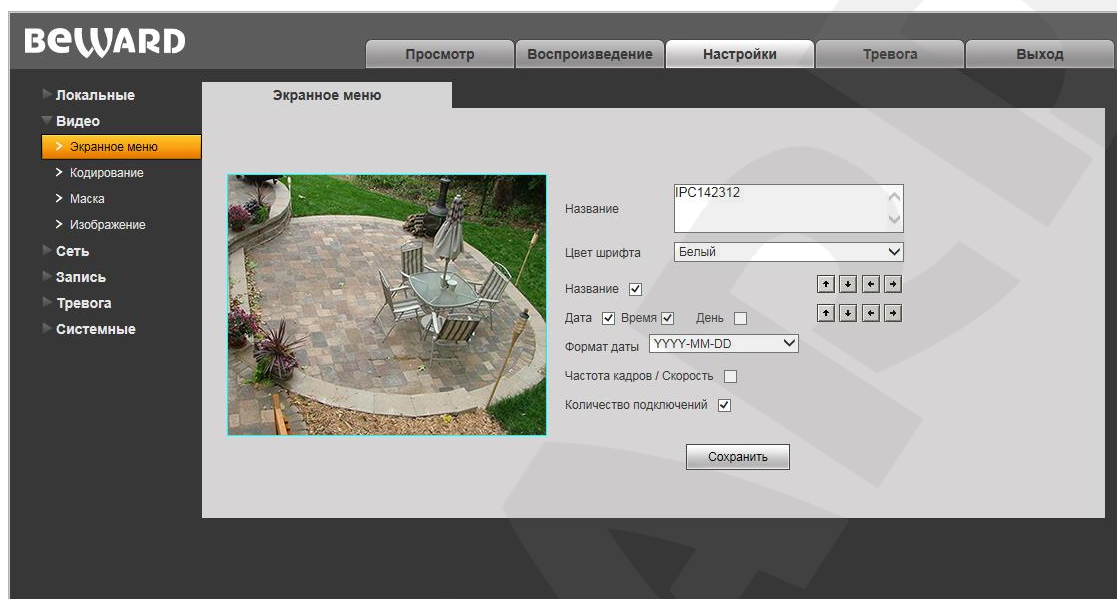 BEWARD
Просмотр Воспроизведение Настройки Тревога Выход
Локальные
Видео
Экранное меню
Кодирование
Маска
Изображение
Сеть
Запись
Тревога
Системные
Экранное меню
Название IPC142312
Цвет шрифта Белый
Название
Дата Время День
Формат даты YYYY-MM-DD
Частота кадров / Скорость
Количество подключений
Сохранить